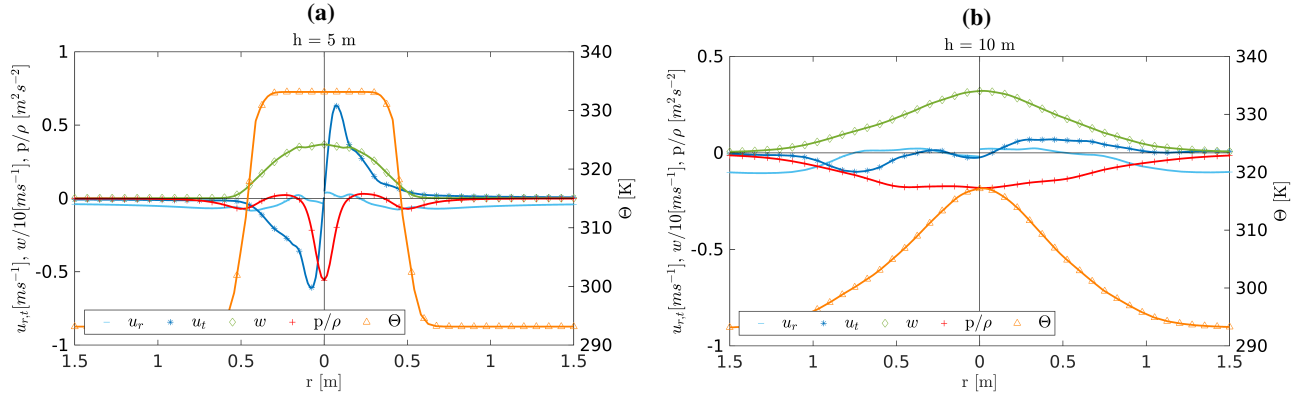 (a)
h = 5 m
u_{r,t}[ms^{-1}], w/10[ms^{-1}], p/ρ [m^2s^{-2}]
1
0.5
0
-0.5
-1
340
330
320
310
300
290
Θ [K]
u_r u_t w p/ρ Θ
1.5 1 0.5 0 0.5 1 1.5
r [m]
(b)
h = 10 m
u_{r,t}[ms^{-1}], w/10[ms^{-1}], p/ρ [m^2s^{-2}]
0.5
0
-0.5
-1
340
330
320
310
300
290
Θ [K]
u_r u_t w p/ρ Θ
1.5 1 0.5 0 0.5 1 1.5
r [m]